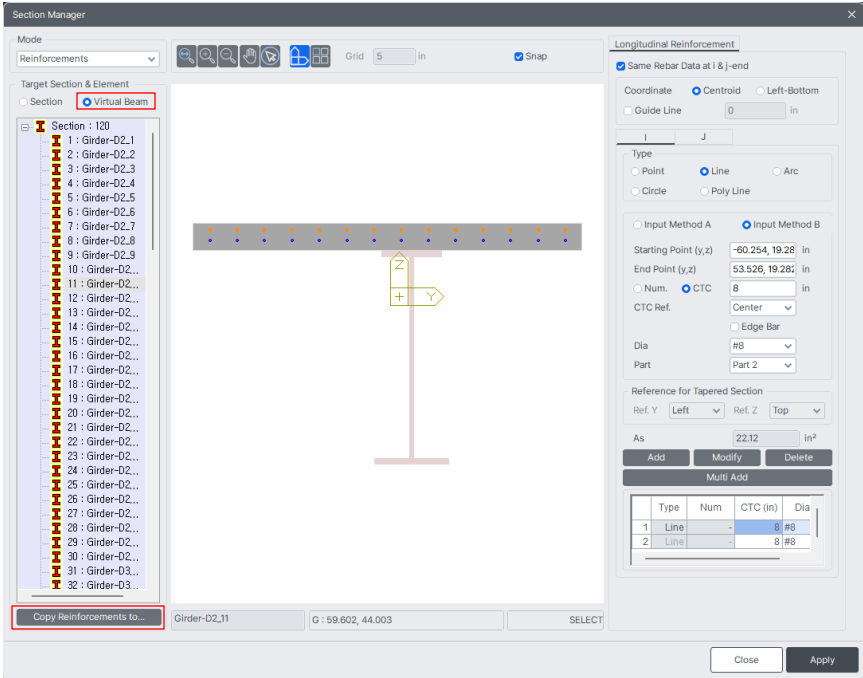 Section Manager
Mode
Reinforcements
Target Section & Element
Section Virtual Beam
Section : 120
1 : Girder-D2_1
2 : Girder-D2_2
3 : Girder-D2_3
4 : Girder-D2_4
5 : Girder-D2_5
6 : Girder-D2_6
7 : Girder-D2_7
8 : Girder-D2_8
9 : Girder-D2_9
10 : Girder-D2...
11 : Girder-D2...
12 : Girder-D2...
13 : Girder-D2...
14 : Girder-D2...
15 : Girder-D2...
16 : Girder-D2...
17 : Girder-D2...
18 : Girder-D2...
19 : Girder-D2...
20 : Girder-D2...
21 : Girder-D2...
22 : Girder-D2...
23 : Girder-D2...
24 : Girder-D2...
25 : Girder-D2...
26 : Girder-D2...
27 : Girder-D2...
28 : Girder-D2...
29 : Girder-D2...
30 : Girder-D2...
31 : Girder-D3...
32 : Girder-D3...
Copy Reinforcements to...
Grid 5 in Snap
Z
Y
Girder-D2_11 G : 59.602, 44.003 SELECT
Longitudinal Reinforcement
Same Rebar Data at i & j-end
Coordinate Centroid Left-Bottom
Guide Line 0 in
I J
Type
Point Line Arc
Circle Poly Line
Input Method A Input Method B
Starting Point (y,z) -60.254, 19.28 in
End Point (y,z) 53.526, 19.282 in
Num. CTC 8 in
CTC Ref. Center
Edge Bar
Dia #8
Part Part 2
Reference for Tapered Section
Ref. Y Left Ref. Z Top
As 22.12 in²
Add Modify Delete
Multi Add
Type Num CTC (in) Dia
1 Line - 8 #8
2 Line - 8 #8
Close Apply